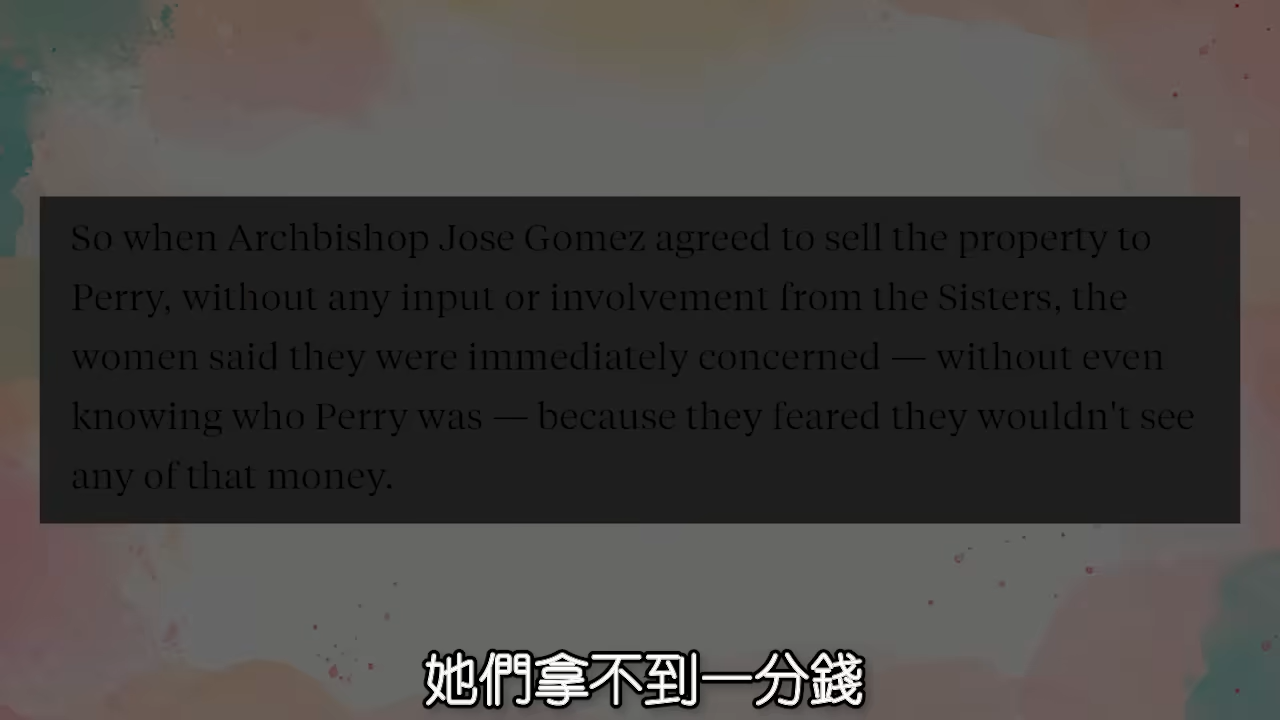 So when Archbishop Jose Gomez agreed to sell the property to
Perry, without any input or involvement from the Sisters, the
women said they were immediately concerned — without even
knowing who Perry was — because they feared they wouldn't see
any of that money.
她們拿不到一分錢